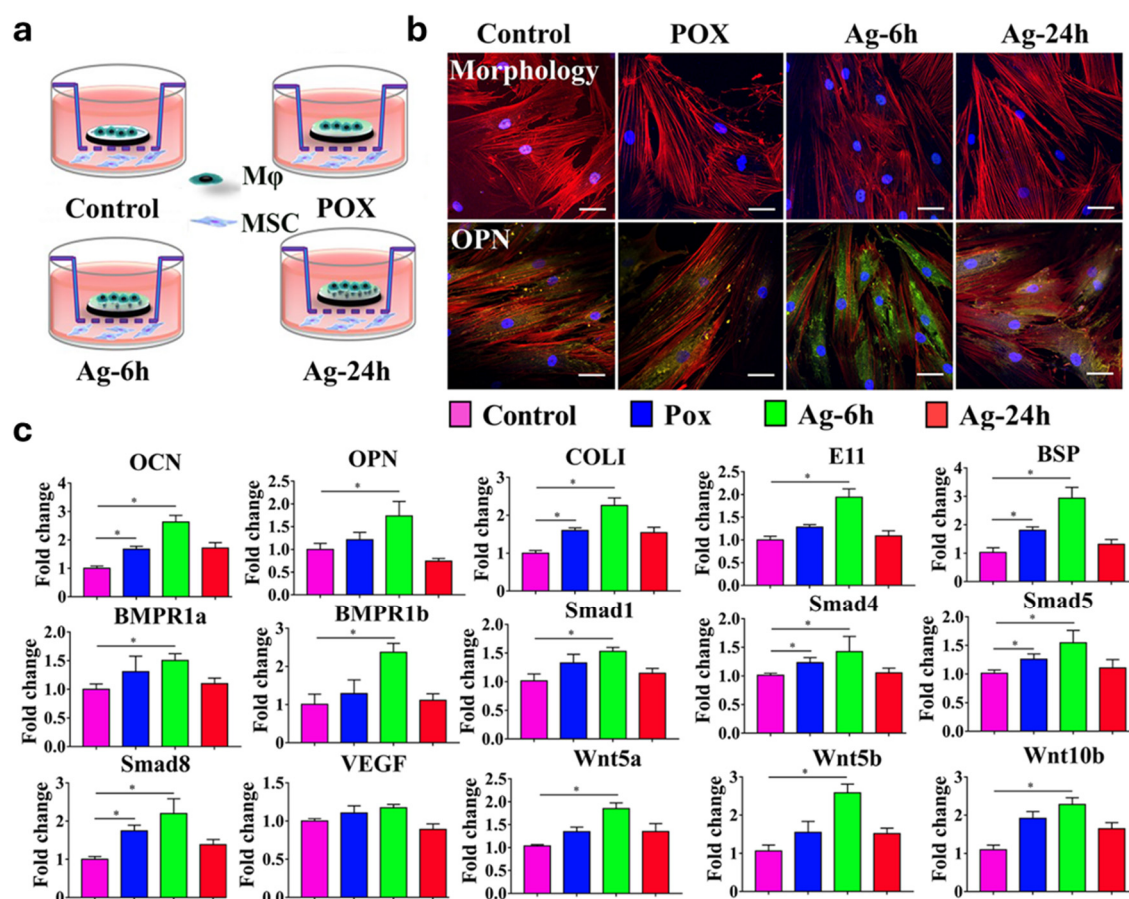 a
Control
POX
Mφ
MSC
Ag-6h
Ag-24h
b
Control POX Ag-6h Ag-24h
Morphology
OPN
Control Pox Ag-6h Ag-24h
c
OCN
Fold change
4
3
2
1
0
*
*
OPN
Fold change
2.5
2.0
1.5
1.0
0.5
0.0
*
COLI
Fold change
3
2
1
0
*
*
E11
Fold change
2.5
2.0
1.5
1.0
0.5
0.0
*
BSP
Fold change
4
3
2
1
0
*
*
BMPR1a
Fold change
2.0
1.5
1.0
0.5
0.0
*
BMPR1b
Fold change
3
2
1
0
*
Smad1
Fold change
2.0
1.5
1.0
0.5
0.0
*
Smad4
Fold change
2.0
1.5
1.0
0.5
0.0
*
*
Smad5
Fold change
2.0
1.5
1.0
0.5
0.0
*
*
Smad8
Fold change
3
2
1
0
*
*
VEGF
Fold change
1.5
1.0
0.5
0.0
Wnt5a
Fold change
2.5
2.0
1.5
1.0
0.5
0.0
*
Wnt5b
Fold change
3
2
1
0
*
Wnt10b
Fold change
3
2
1
0
*